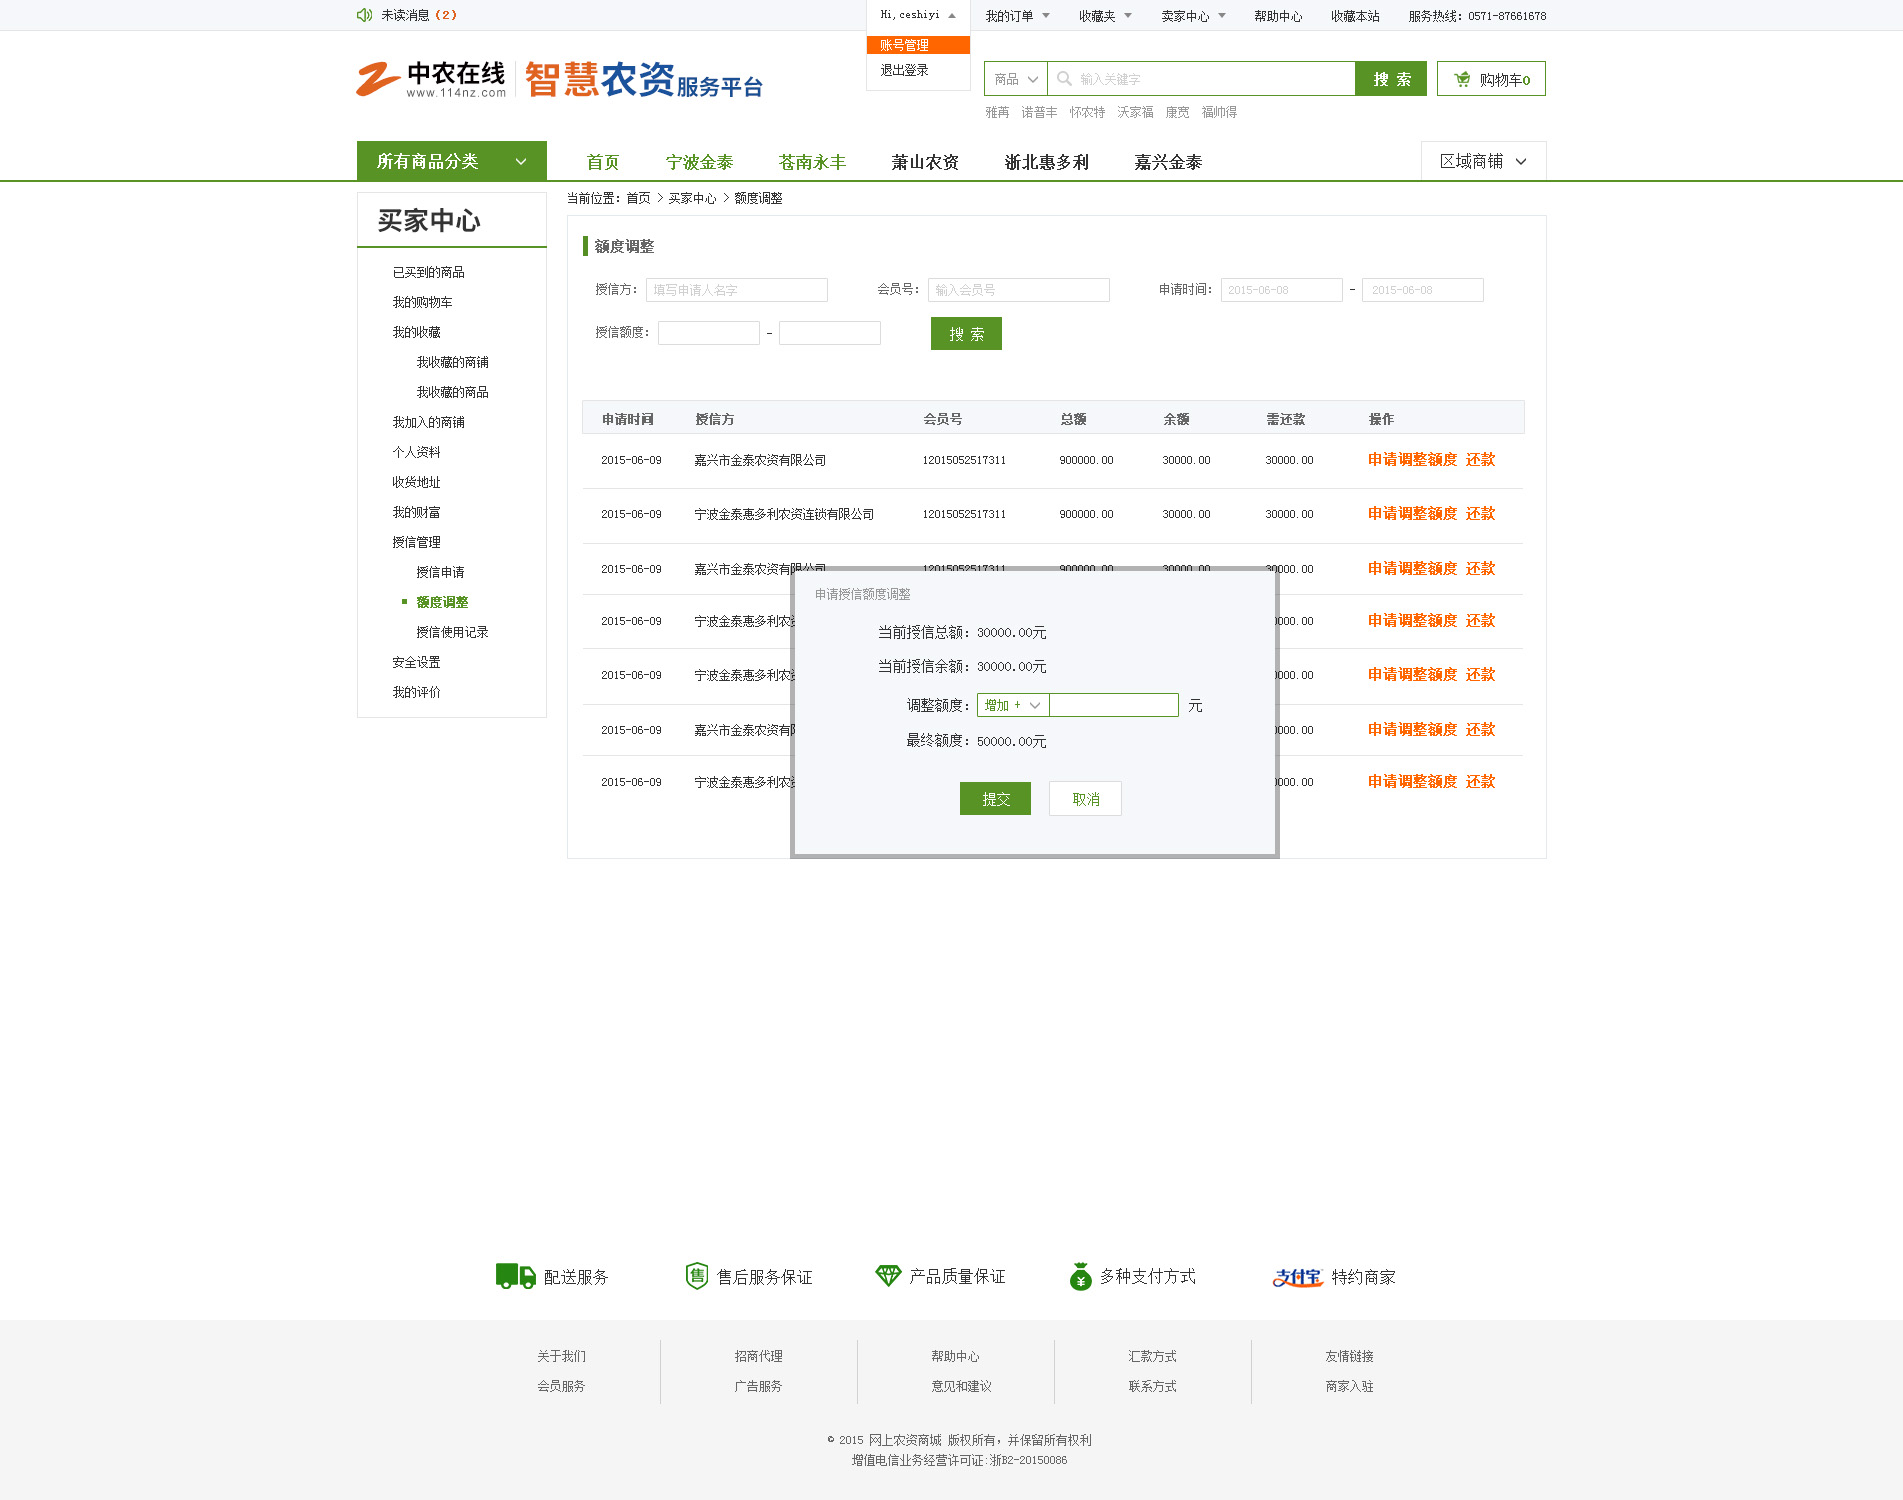 未读消息（2）
Hi,ceshiyi 我的订单 收藏夹 卖家中心 帮助中心 收藏本站 服务热线：0571-87661678
账号管理
退出登录
中农在线
www.114nz.com
智慧农资服务平台
商品 输入关键字 搜 索 购物车0
雅苒 诺普丰 怀农特 沃家福 康宽 福帅得
所有商品分类 首页 宁波金泰 苍南永丰 萧山农资 浙北惠多利 嘉兴金泰 区域商铺
当前位置：首页 > 买家中心 > 额度调整
买家中心
已买到的商品
我的购物车
我的收藏
我收藏的商铺
我收藏的商品
我加入的商铺
个人资料
收货地址
我的财富
授信管理
授信申请
额度调整
授信使用记录
安全设置
我的评价
额度调整
授信方： 填写申请人名字 会员号： 输入会员号 申请时间： 2015-06-08 - 2015-06-08
授信额度： - 搜 索
申请时间 授信方 会员号 总额 余额 需还款 操作
2015-06-09 嘉兴市金泰农资有限公司 12015052517311 900000.00 30000.00 30000.00 申请调整额度 还款
2015-06-09 宁波金泰惠多利农资连锁有限公司 12015052517311 900000.00 30000.00 30000.00 申请调整额度 还款
2015-06-09 嘉兴市金泰农资有限公司 12015052517311 900000.00 30000.00 30000.00 申请调整额度 还款
2015-06-09 宁波金泰惠多利农资 0000.00 申请调整额度 还款
2015-06-09 宁波金泰惠多利农资 0000.00 申请调整额度 还款
2015-06-09 嘉兴市金泰农资有限 0000.00 申请调整额度 还款
2015-06-09 宁波金泰惠多利农资 0000.00 申请调整额度 还款
申请授信额度调整
当前授信总额：30000.00元
当前授信余额：30000.00元
调整额度： 增加 + 元
最终额度：50000.00元
提交 取消
配送服务 售 售后服务保证 产品质量保证 ¥ 多种支付方式 支付宝 特约商家
关于我们 招商代理 帮助中心 汇款方式 友情链接
会员服务 广告服务 意见和建议 联系方式 商家入驻
© 2015 网上农资商城 版权所有，并保留所有权利
增值电信业务经营许可证:浙B2-20150086